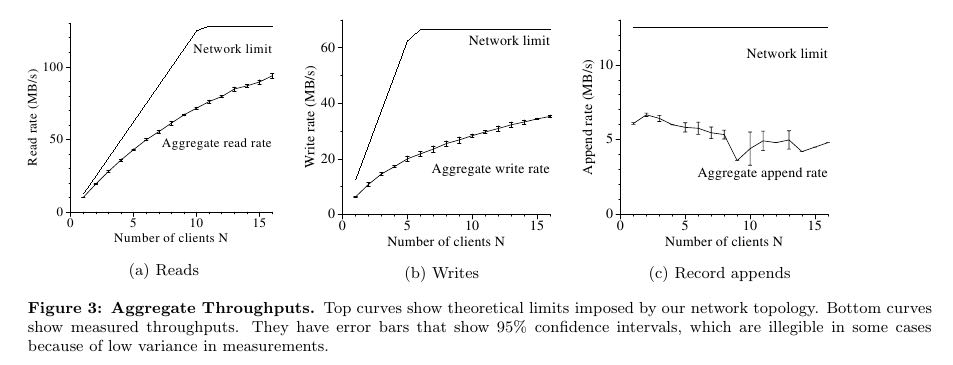 100
50
0
Read rate (MB/s)
Network limit
Aggregate read rate
0
5
10
15
Number of clients N
(a) Reads
60
40
20
0
Write rate (MB/s)
Network limit
Aggregate write rate
0
5
10
15
Number of clients N
(b) Writes
10
5
0
Append rate (MB/s)
Network limit
Aggregate append rate
0
5
10
15
Number of clients N
(c) Record appends
Figure 3: Aggregate Throughputs. Top curves show theoretical limits imposed by our network topology. Bottom curves
show measured throughputs. They have error bars that show 95% confidence intervals, which are illegible in some cases
because of low variance in measurements.